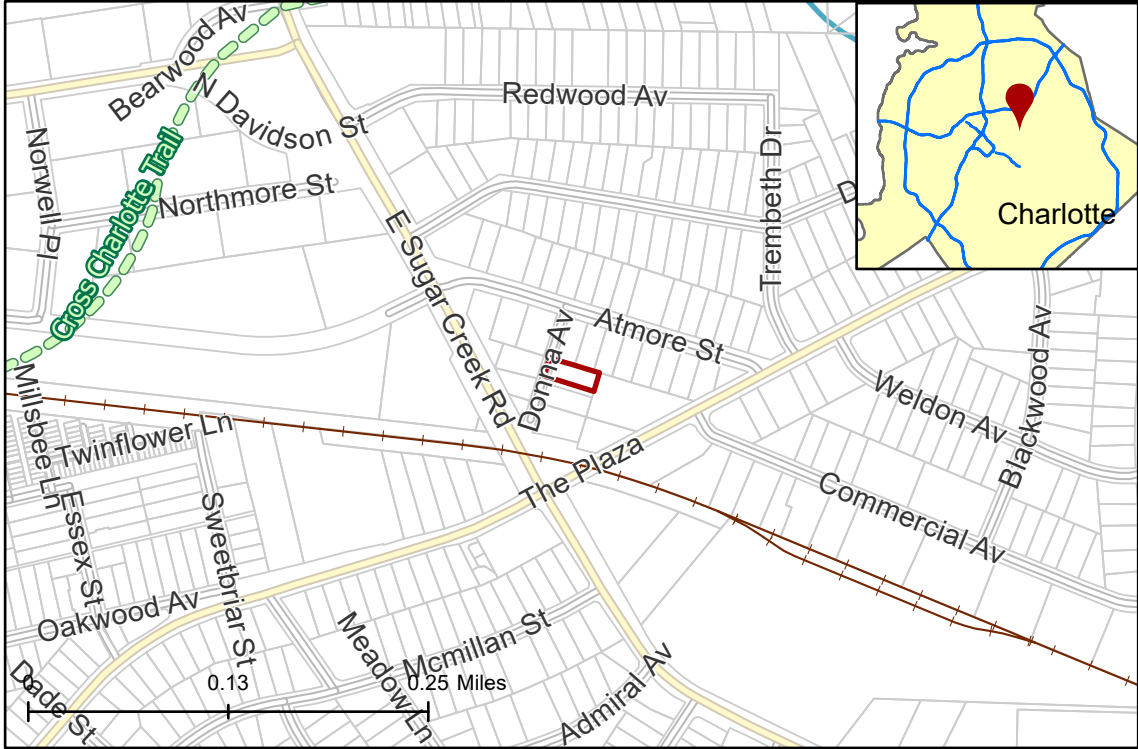 Bearwood Av
N Davidson St
Redwood Av
Norwell Pl
Cross Charlotte Trail
Northmore St
Trembeth Dr
D
Charlotte
E Sugar Creek Rd
Donna Av
Atmore St
Blackwood Av
Weldon Av
Millsbee Ln
Twinflower Ln
The Plaza
Commercial Av
Essex St
Sweetbriar St
Oakwood Av
Meadow Ln
Mcmillan St
Admiral Av
Dade St
0 0.13 0.25 Miles